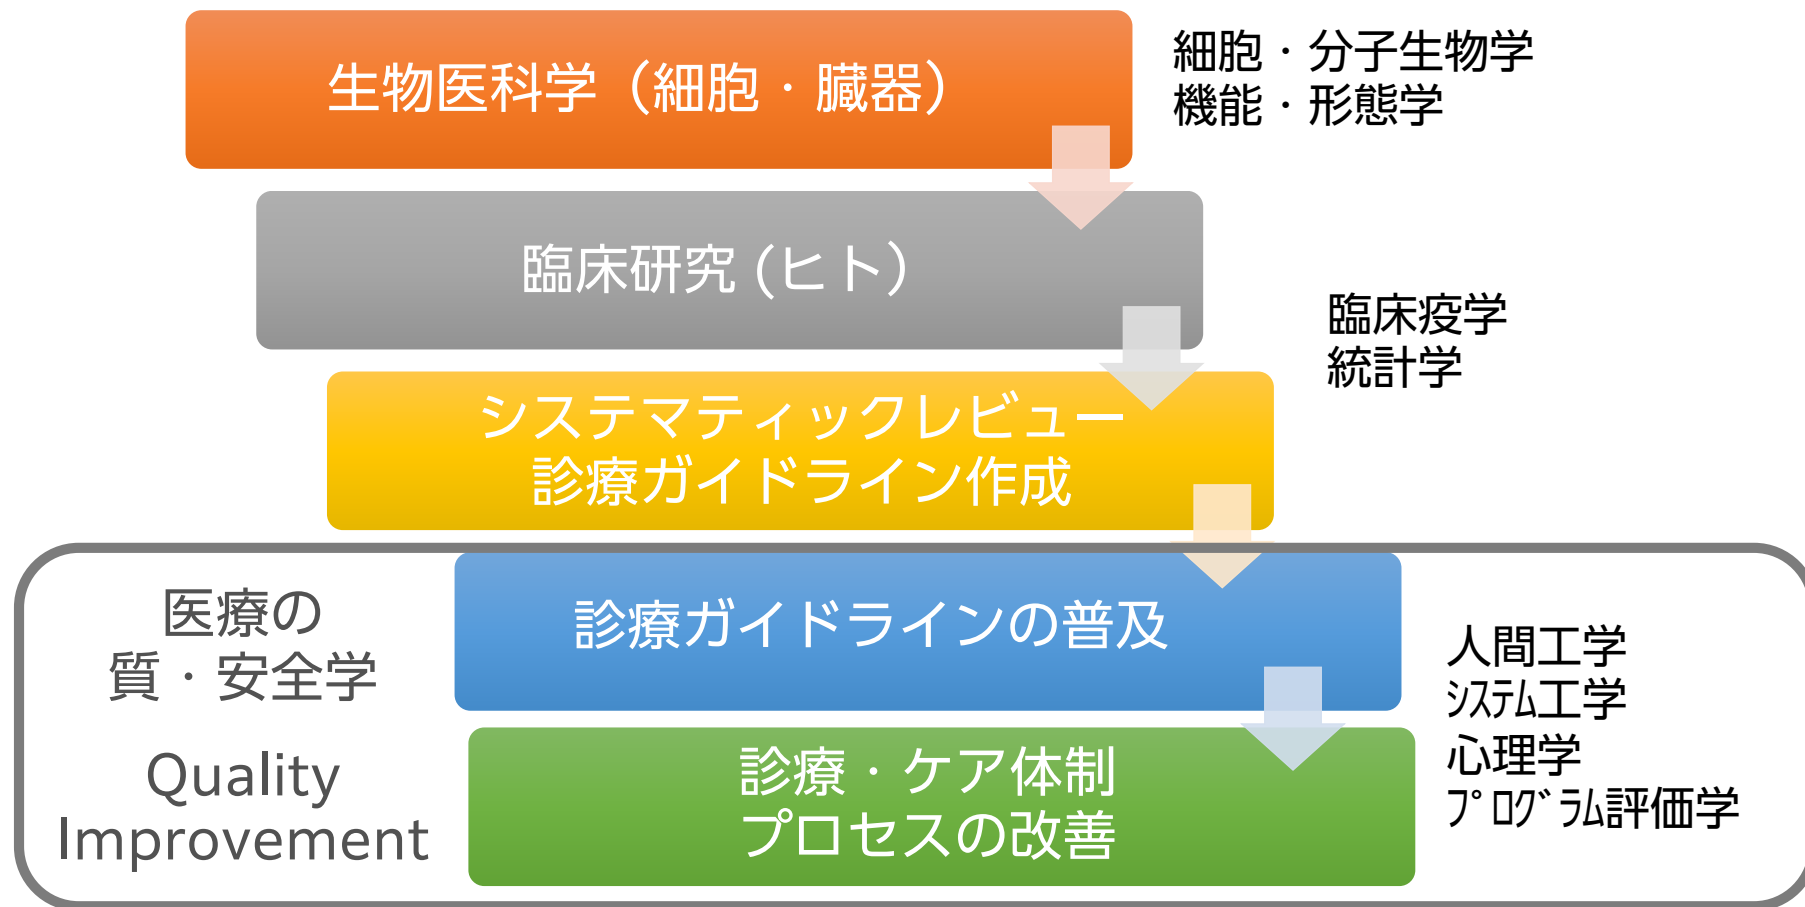 生物医科学（細胞・臓器）
細胞・分子生物学
機能・形態学
臨床研究(ヒト）
臨床疫学
統計学
システマティックレビュー
診療ガイドライン作成
医療の
質・安全学
Quality
Improvement
診療ガイドラインの普及
診療・ケア体制
プロセスの改善
人間工学
ｼｽﾃﾑ工学
心理学
ﾌﾟﾛｸﾞﾗﾑ評価学